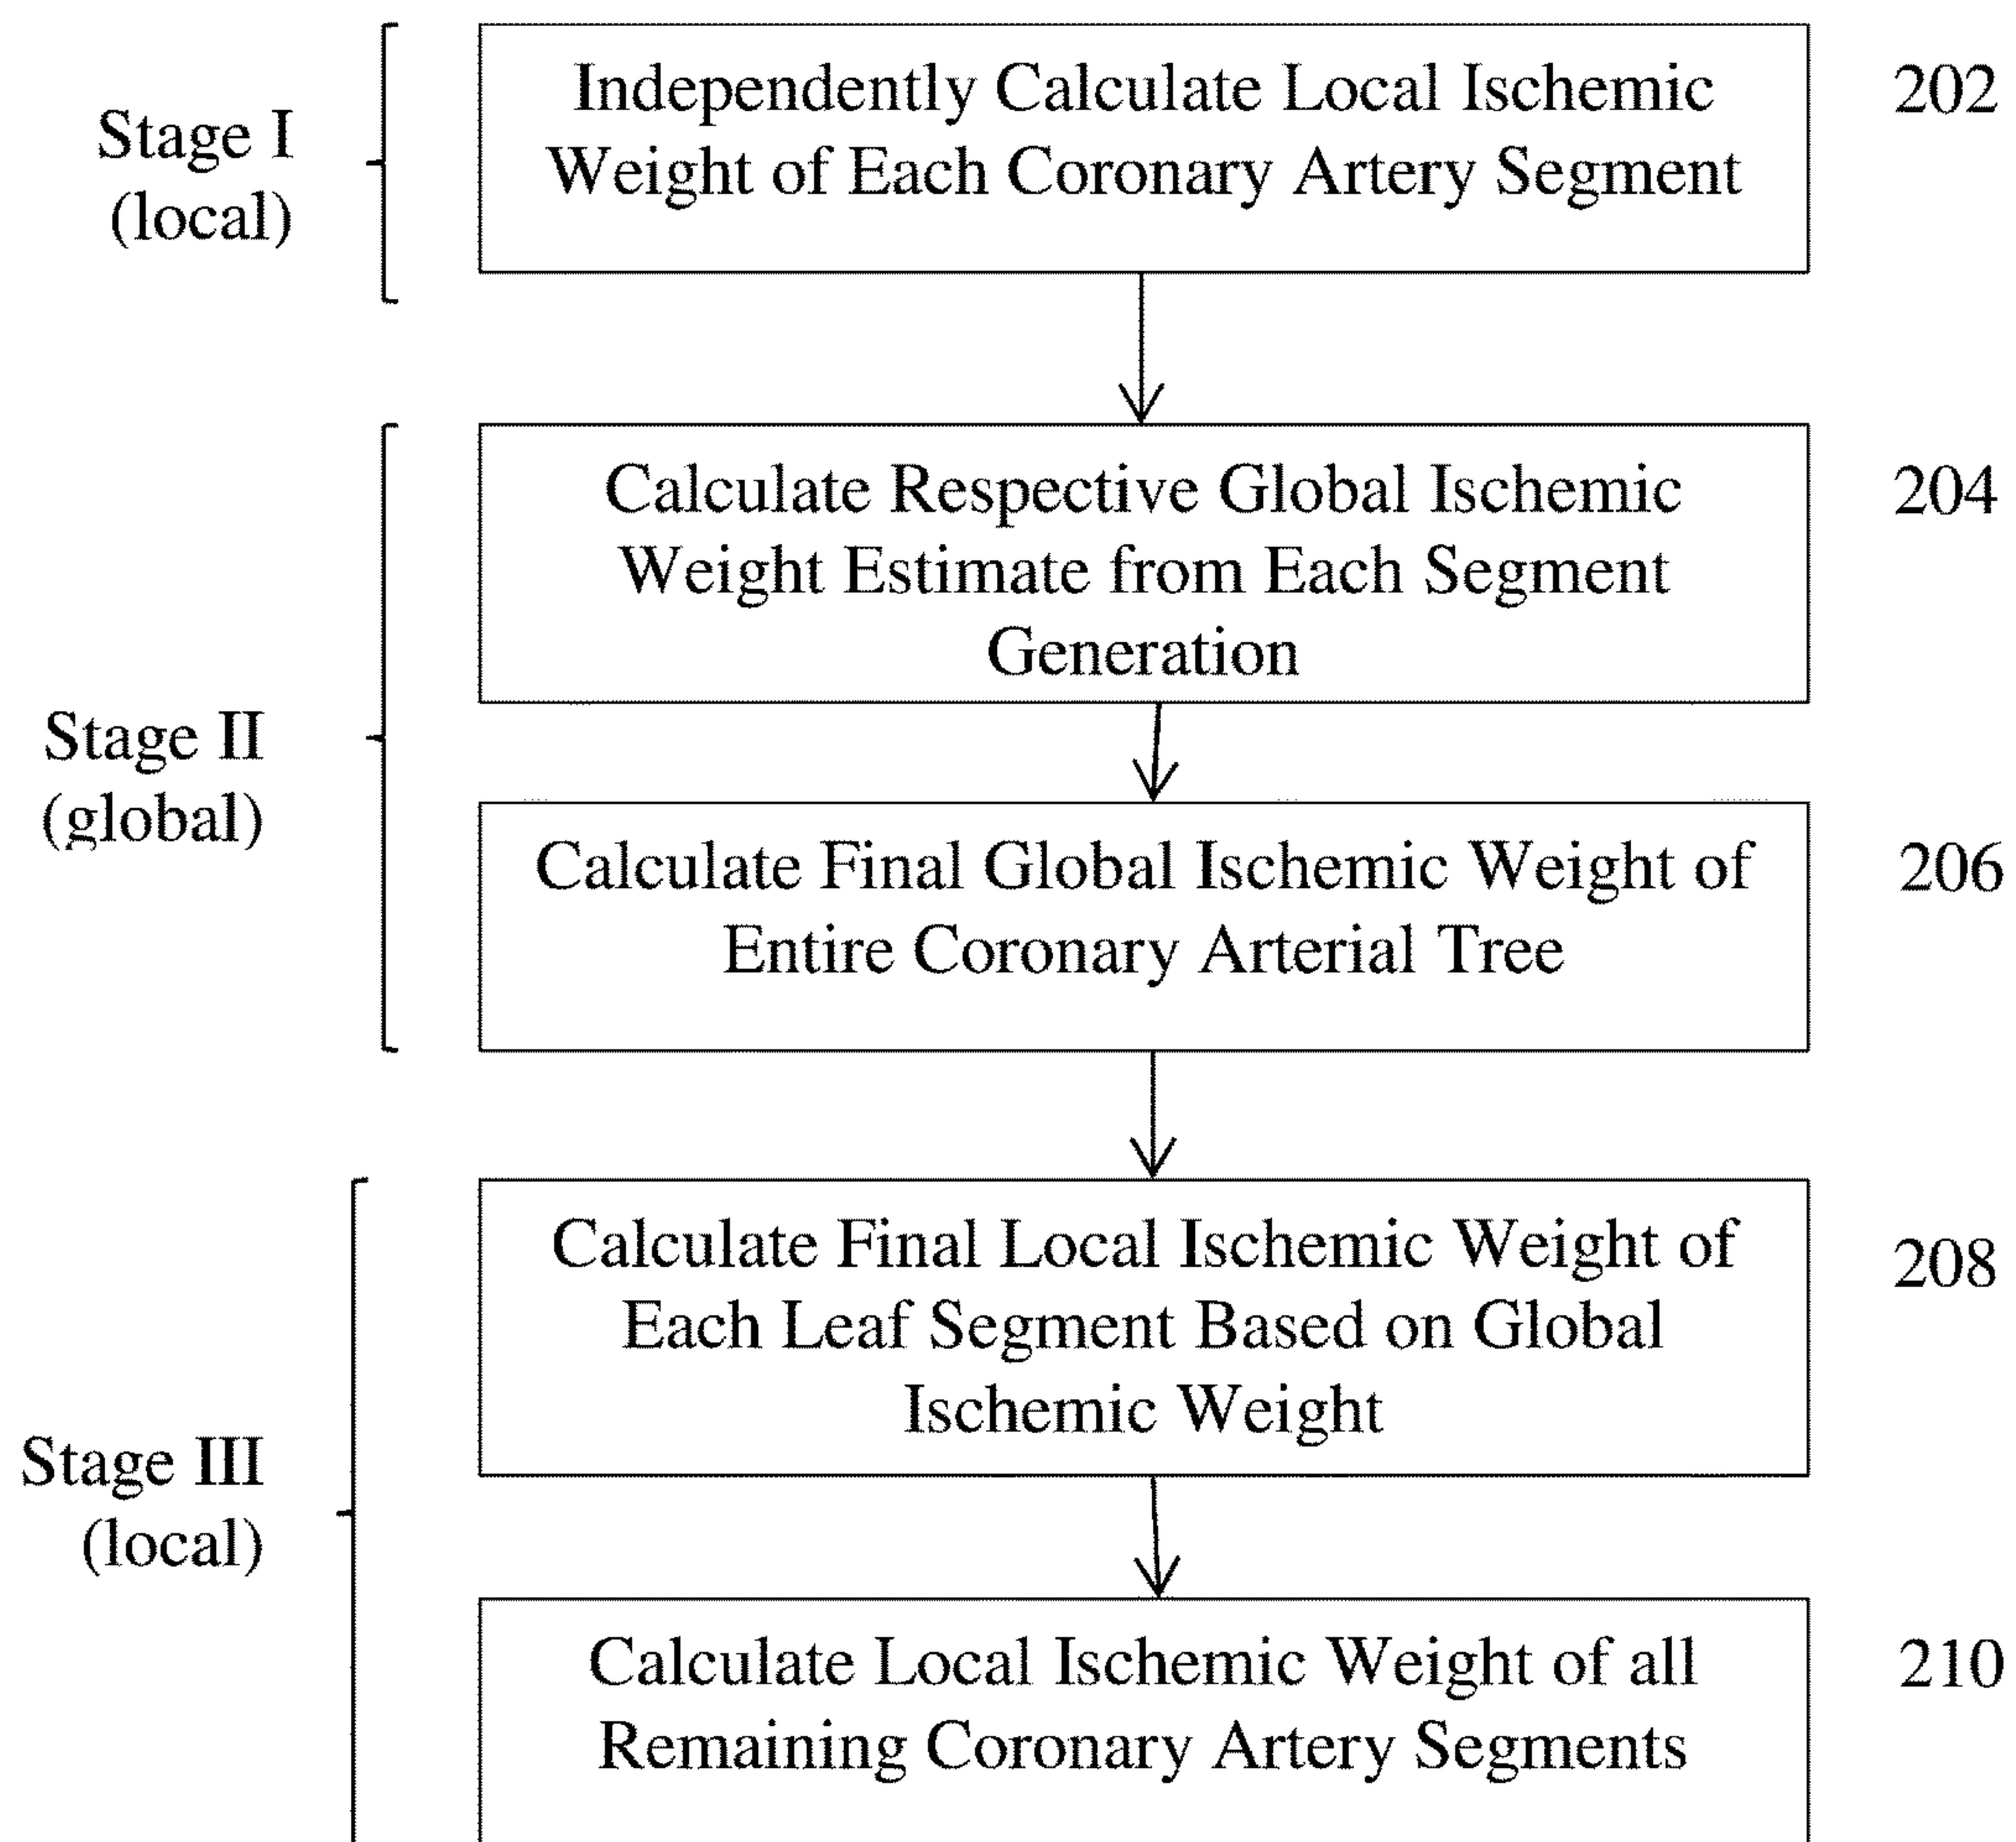 Stage I
(local)
Independently Calculate Local Ischemic
Weight of Each Coronary Artery Segment
202
Stage II
(global)
Calculate Respective Global Ischemic
Weight Estimate from Each Segment
Generation
204
Calculate Final Global Ischemic Weight of
Entire Coronary Arterial Tree
206
Stage III
(local)
Calculate Final Local Ischemic Weight of
Each Leaf Segment Based on Global
Ischemic Weight
208
Calculate Local Ischemic Weight of all
Remaining Coronary Artery Segments
210